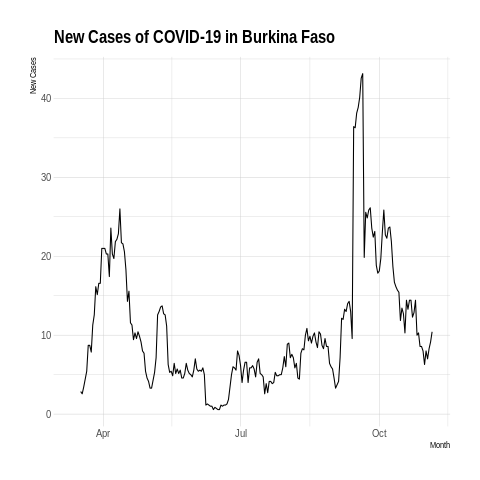 New Cases of COVID-19 in Burkina Faso
New Cases
40
30
20
10
0
Apr
Jul
Oct
Month